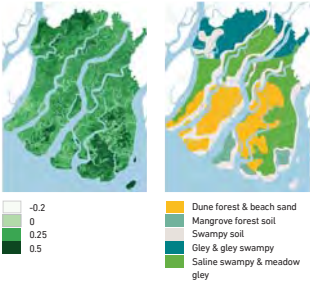 -0.2
0
0.25
0.5
Dune forest & beach sand
Mangrove forest soil
Swampy soil
Gley & gley swampy
Saline swampy & meadow
gley